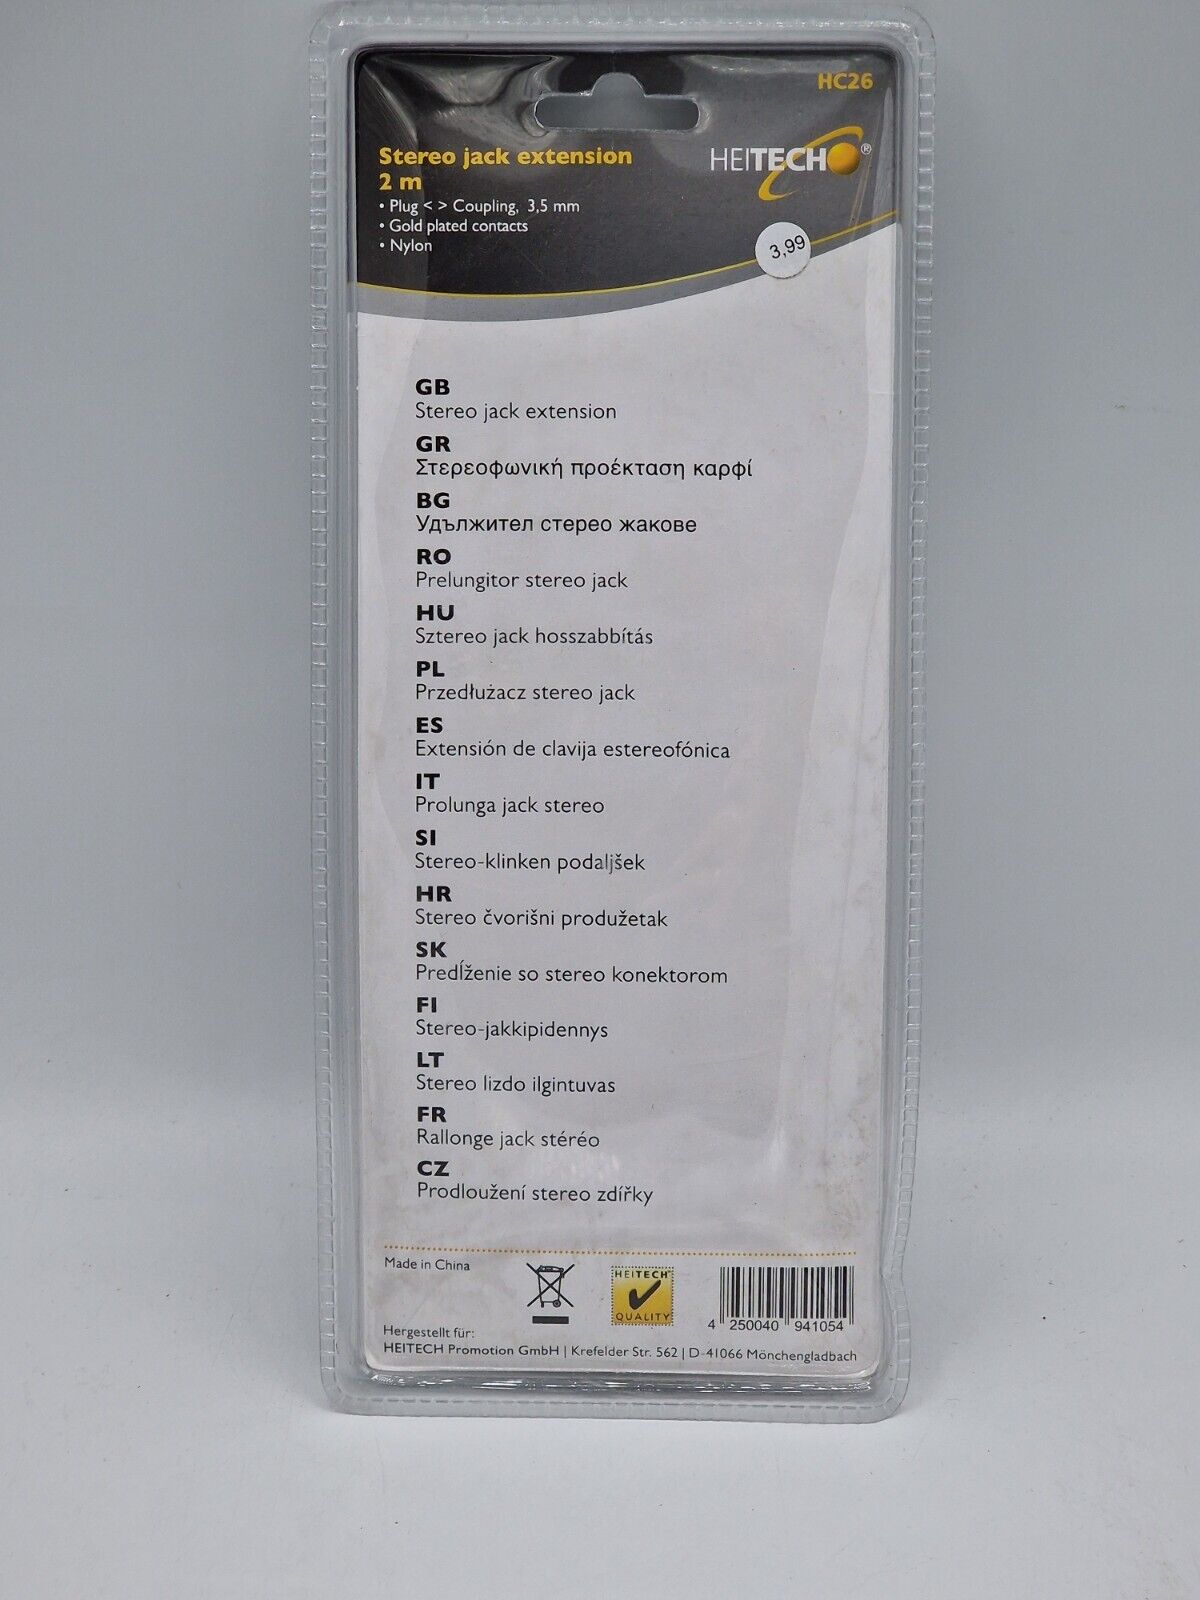 HC26
Stereo jack extension
2 m
HEITECH ®
• Plug < > Coupling, 3,5 mm
• Gold plated contacts
• Nylon
3,99
GB
Stereo jack extension
GR
Στερεοφωνική προέκταση καρφί
BG
Удължител стерео жакове
RO
Prelungitor stereo jack
HU
Sztereo jack hosszabbítás
PL
Przedłużacz stereo jack
ES
Extensión de clavija estereofónica
IT
Prolunga jack stereo
SI
Stereo-klinken podaljšek
HR
Stereo čvorišni produžetak
SK
Predĺženie so stereo konektorom
FI
Stereo-jakkipidennys
LT
Stereo lizdo ilgintuvas
FR
Rallonge jack stéréo
CZ
Prodloužení stereo zdířky
Made in China
HEITECH®
QUALITY
4 250040 941054
Hergestellt für:
HEITECH Promotion GmbH | Krefelder Str. 562 | D-41066 Mönchengladbach